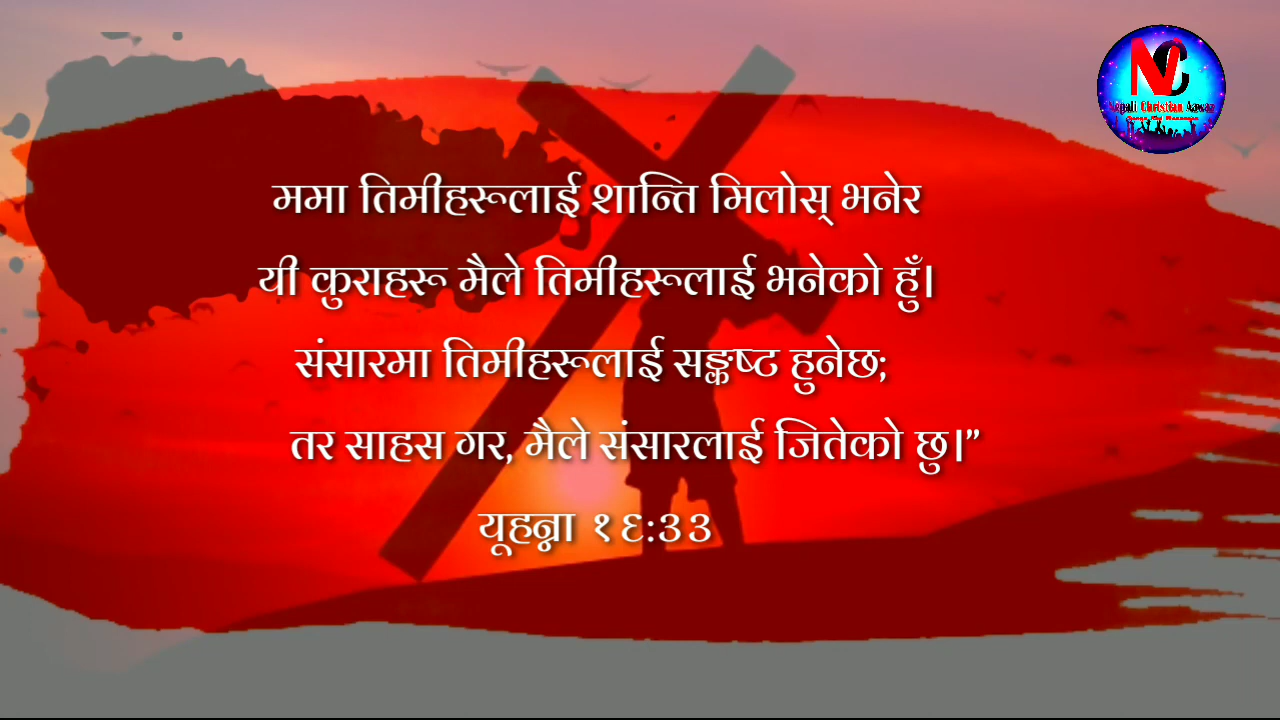 ममा तिमीहरूलाई शान्ति मिलोस् भनेर
यी कुराहरू मैले तिमीहरूलाई भनेको हुँ।
संसारमा तिमीहरूलाई सङ्कष्ट हुनेछ;
तर साहस गर, मैले संसारलाई जितेको छु।”
यूहन्ना १६:३३
NC
Nepali Christian Aawaz